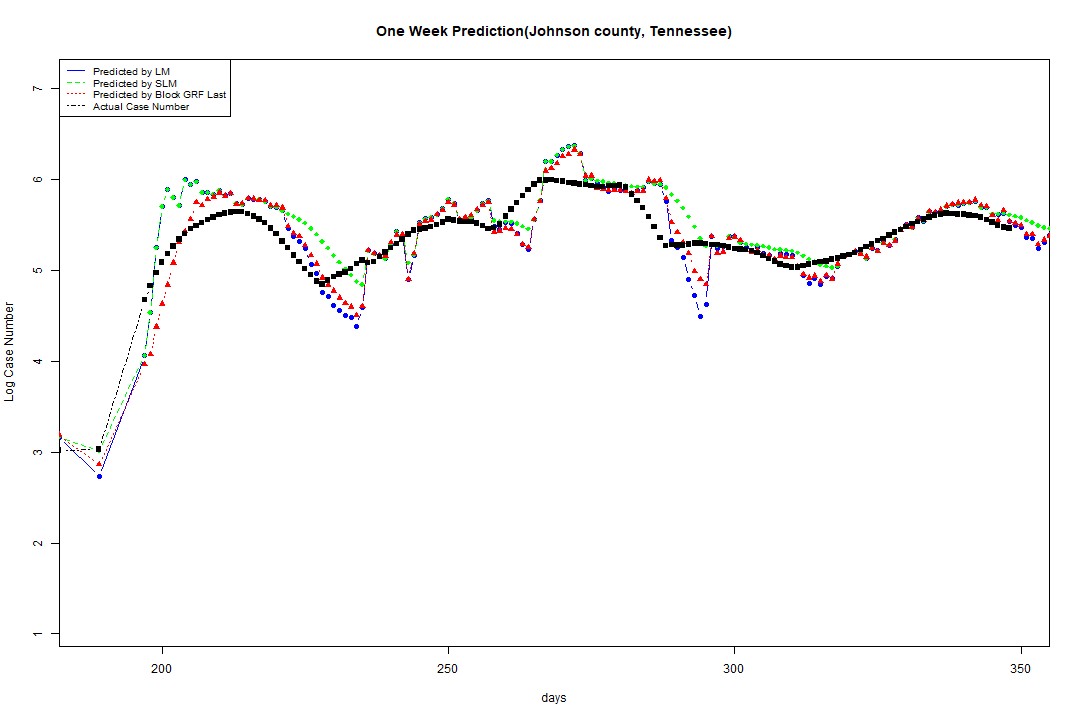 One Week Prediction(Johnson county, Tennessee)
Predicted by LM
Predicted by SLM
Predicted by Block GRF Last
Actual Case Number
7
6
5
4
3
2
1
Log Case Number
200 250 300 350
days